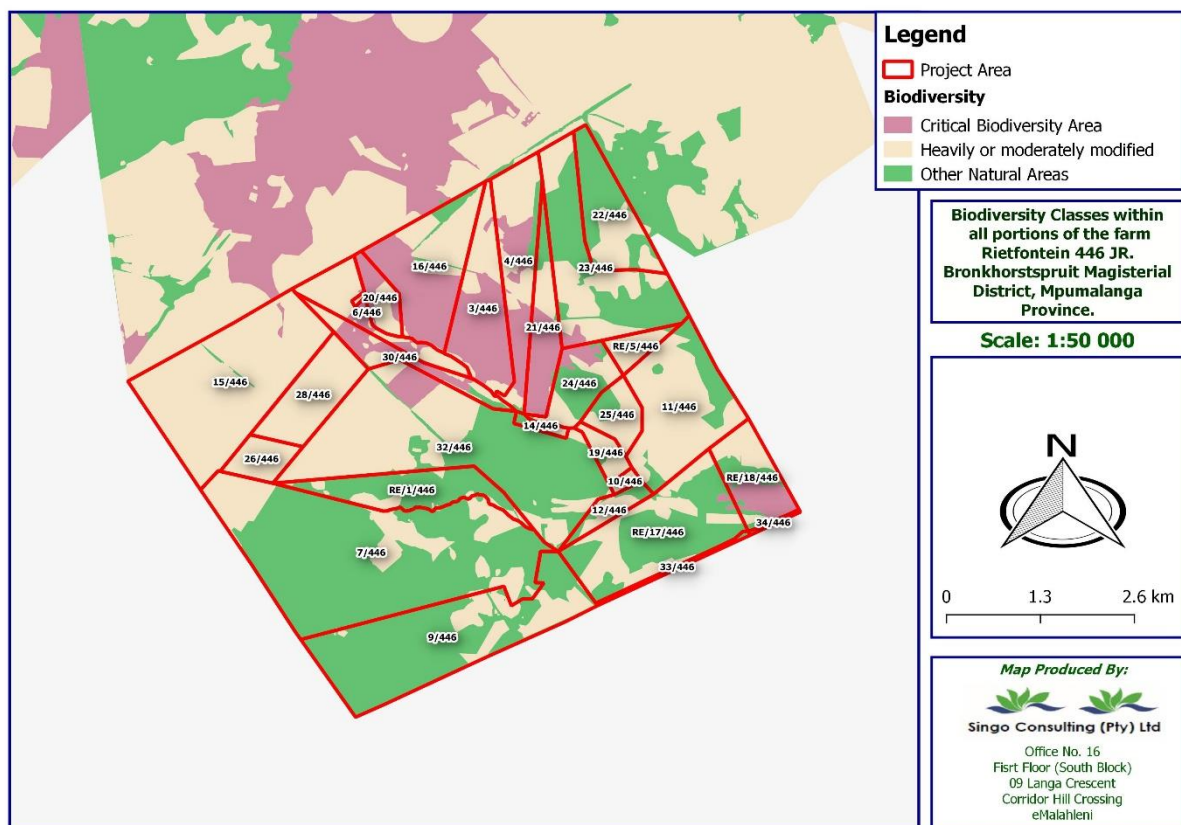 Legend
Project Area
Biodiversity
Critical Biodiversity Area
Heavily or moderately modified
Other Natural Areas
22/446
4/446
16/446
23/446
20/446
6/446
3/446
21/446
RE/5/446
30/446
15/446
24/446
28/446
11/446
25/446
14/446
32/446
19/446
26/446
RE/18/446
10/446
RE/1/446
12/446
34/446
RE/17/446
7/446
33/446
9/446
Biodiversity Classes within
all portions of the farm
Rietfontein 446 JR.
Bronkhorstspruit Magisterial
District, Mpumalanga
Province.
Scale: 1:50 000
N
0 1.3 2.6 km
Map Produced By:
Singo Consulting (Pty) Ltd
Office No. 16
Fisrt Floor (South Block)
09 Langa Crescent
Corridor Hill Crossing
eMalahleni